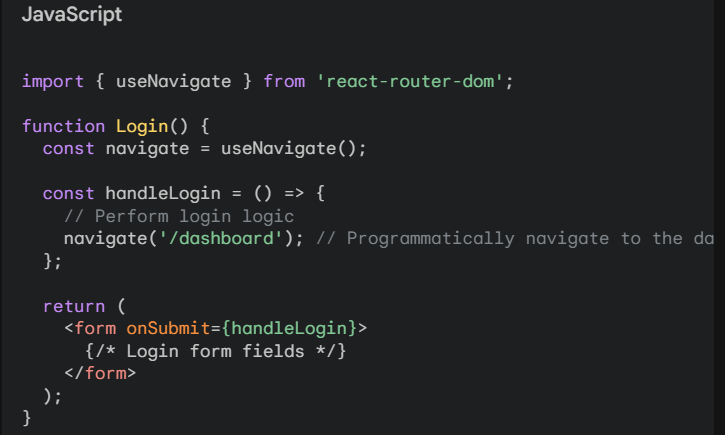 JavaScript
import { useNavigate } from 'react-router-dom';
function Login() {
  const navigate = useNavigate();
  const handleLogin = () => {
    // Perform login logic
    navigate('/dashboard'); // Programmatically navigate to the da
  };
  return (
    <form onSubmit={handleLogin}>
      {/* Login form fields */}
    </form>
  );
}